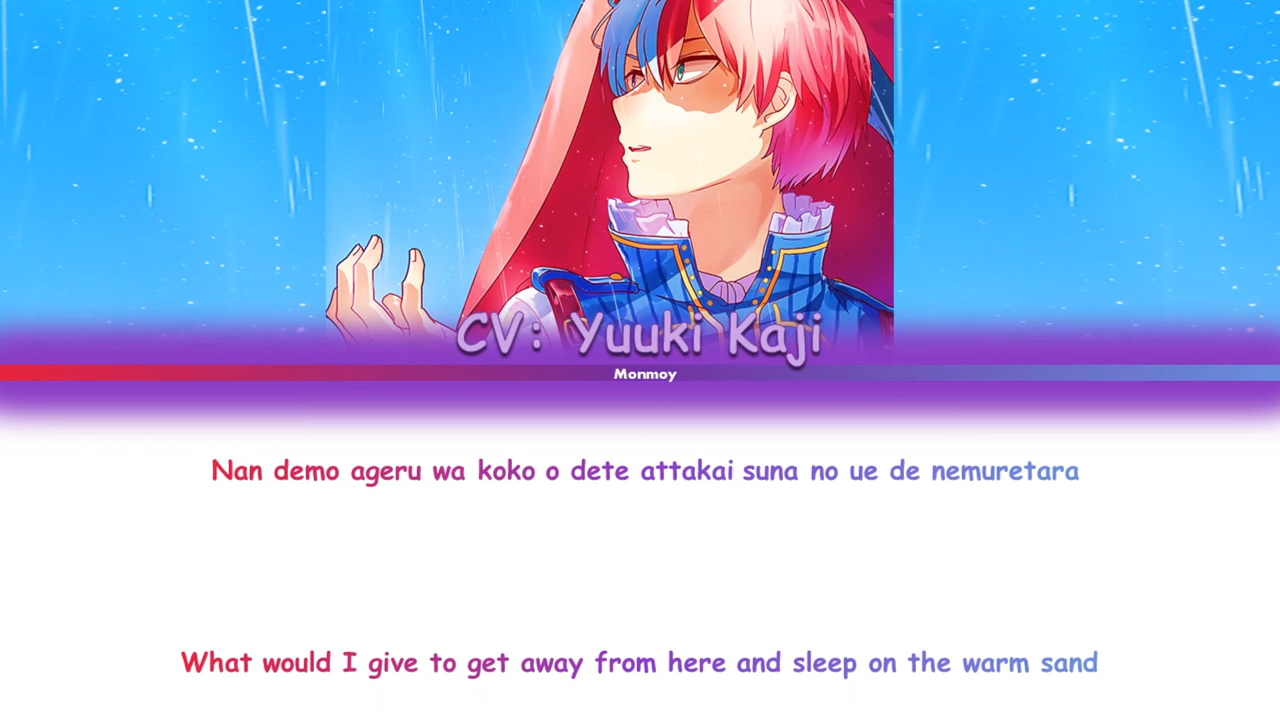 CV: Yuuki Kaji
Monmoy
Nan demo ageru wa koko o dete attakai suna no ue de nemuretara
What would I give to get away from here and sleep on the warm sand